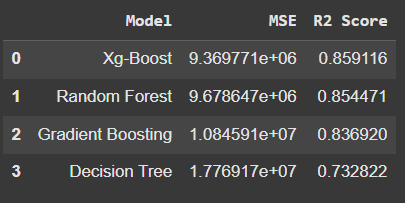 Model MSE R2 Score
0 Xg-Boost 9.369771e+06 0.859116
1 Random Forest 9.678647e+06 0.854471
2 Gradient Boosting 1.084591e+07 0.836920
3 Decision Tree 1.776917e+07 0.732822